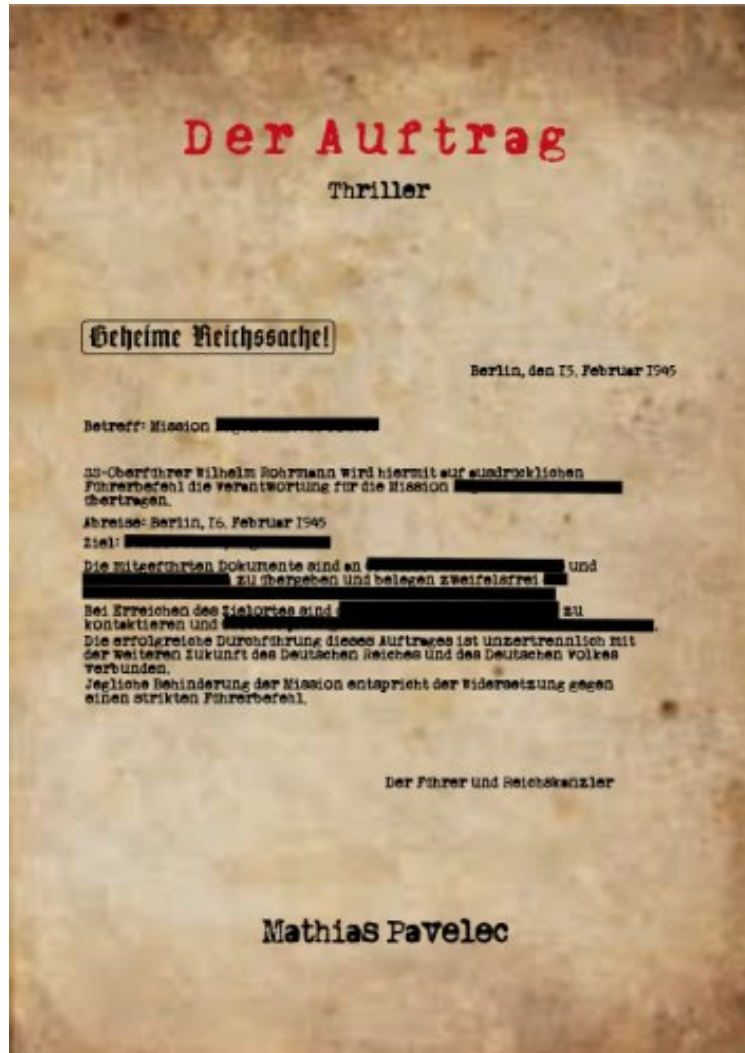 Der Auftrag
Thriller
Geheime Reichssache!
Berlin, den 15. Februar 1945
Betreff: Mission
SS-Oberführer Wilhelm Rohrmann wird hiermit auf ausdrücklichen
Führerbefehl die Verantwortung für die Mission
übertragen.
Abreise: Berlin, 16. Februar 1945
Ziel:
Die mitgeführten Dokumente sind an und
zu übergeben und belegen zweifelsfrei
Bei Erreichen des Zielortes sind zu
kontaktieren und .
Die erfolgreiche Durchführung dieses Auftrages ist unzertrennlich mit
der weiteren Zukunft des Deutschen Reiches und des Deutschen Volkes
verbunden.
Jegliche Behinderung der Mission entspricht der Widersetzung gegen
einen strikten Führerbefehl.
Der Führer und Reichskanzler
Mathias Pavelec